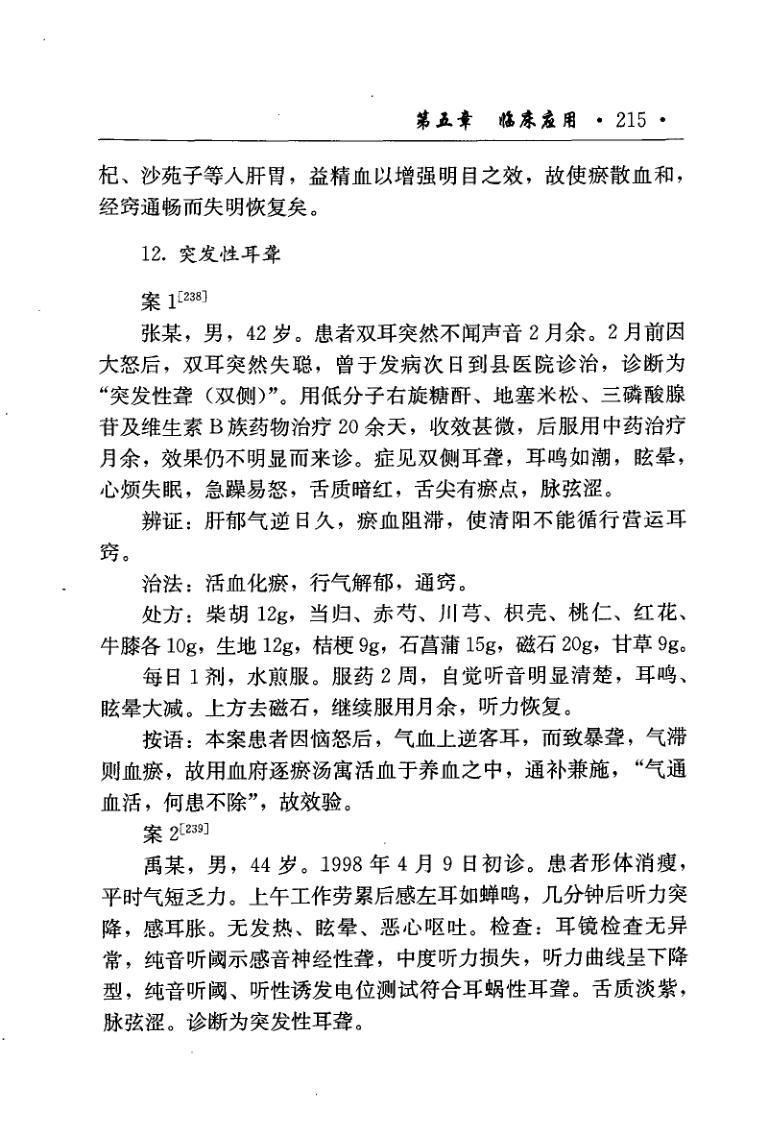 第五章 临床应用 · 215 ·
杞、沙苑子等入肝胃，益精血以增强明目之效，故使瘀散血和，
经窍通畅而失明恢复矣。
12. 突发性耳聋
案 1[238]
张某，男，42 岁。患者双耳突然不闻声音 2 月余。2 月前因
大怒后，双耳突然失聪，曾于发病次日到县医院诊治，诊断为
“突发性聋（双侧）”。用低分子右旋糖酐、地塞米松、三磷酸腺
苷及维生素 B 族药物治疗 20 余天，收效甚微，后服用中药治疗
月余，效果仍不明显而来诊。症见双侧耳聋，耳鸣如潮，眩晕，
心烦失眠，急躁易怒，舌质暗红，舌尖有瘀点，脉弦涩。
辨证：肝郁气逆日久，瘀血阻滞，使清阳不能循行营运耳
窍。
治法：活血化瘀，行气解郁，通窍。
处方：柴胡 12g，当归、赤芍、川芎、枳壳、桃仁、红花、
牛膝各 10g，生地 12g，桔梗 9g，石菖蒲 15g，磁石 20g，甘草 9g。
每日 1 剂，水煎服。服药 2 周，自觉听音明显清楚，耳鸣、
眩晕大减。上方去磁石，继续服用月余，听力恢复。
按语：本案患者因恼怒后，气血上逆客耳，而致暴聋，气滞
则血瘀，故用血府逐瘀汤寓活血于养血之中，通补兼施，“气通
血活，何患不除”，故效验。
案 2[239]
禹某，男，44 岁。1998 年 4 月 9 日初诊。患者形体消瘦，
平时气短乏力。上午工作劳累后感左耳如蝉鸣，几分钟后听力突
降，感耳胀。无发热、眩晕、恶心呕吐。检查：耳镜检查无异
常，纯音听阈示感音神经性聋，中度听力损失，听力曲线呈下降
型，纯音听阈、听性诱发电位测试符合耳蜗性耳聋。舌质淡紫，
脉弦涩。诊断为突发性耳聋。